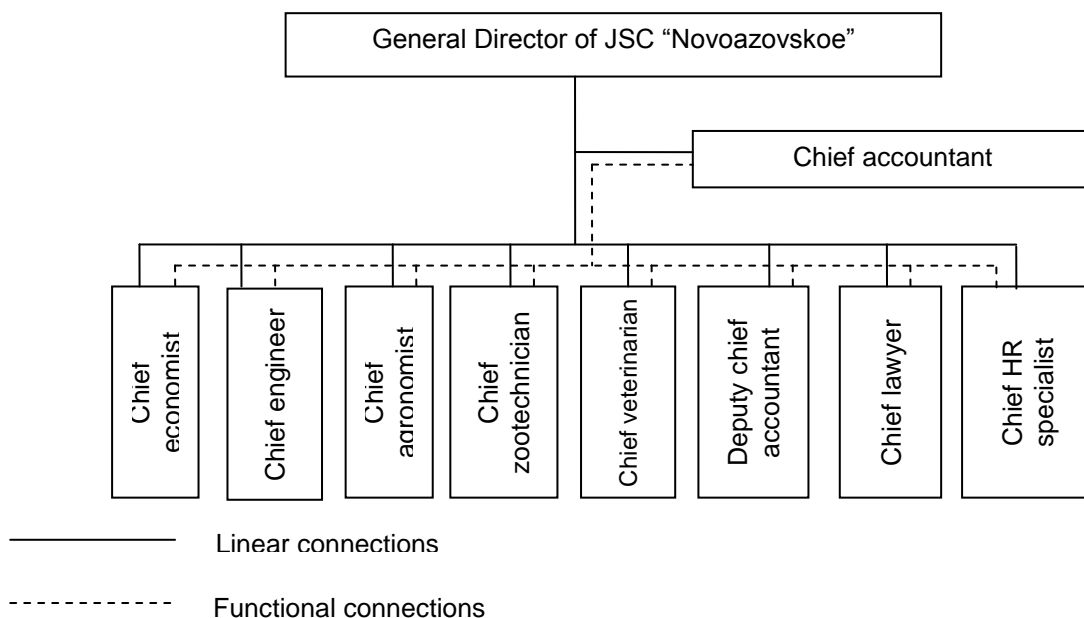 General Director of JSC “Novoazovskoe”
Chief accountant
Chief
economist
Chief engineer
Chief
agronomist
Chief
zootechnician
Chief veterinarian
Deputy chief
accountant
Chief lawyer
Chief HR
specialist
Linear connections
Functional connections